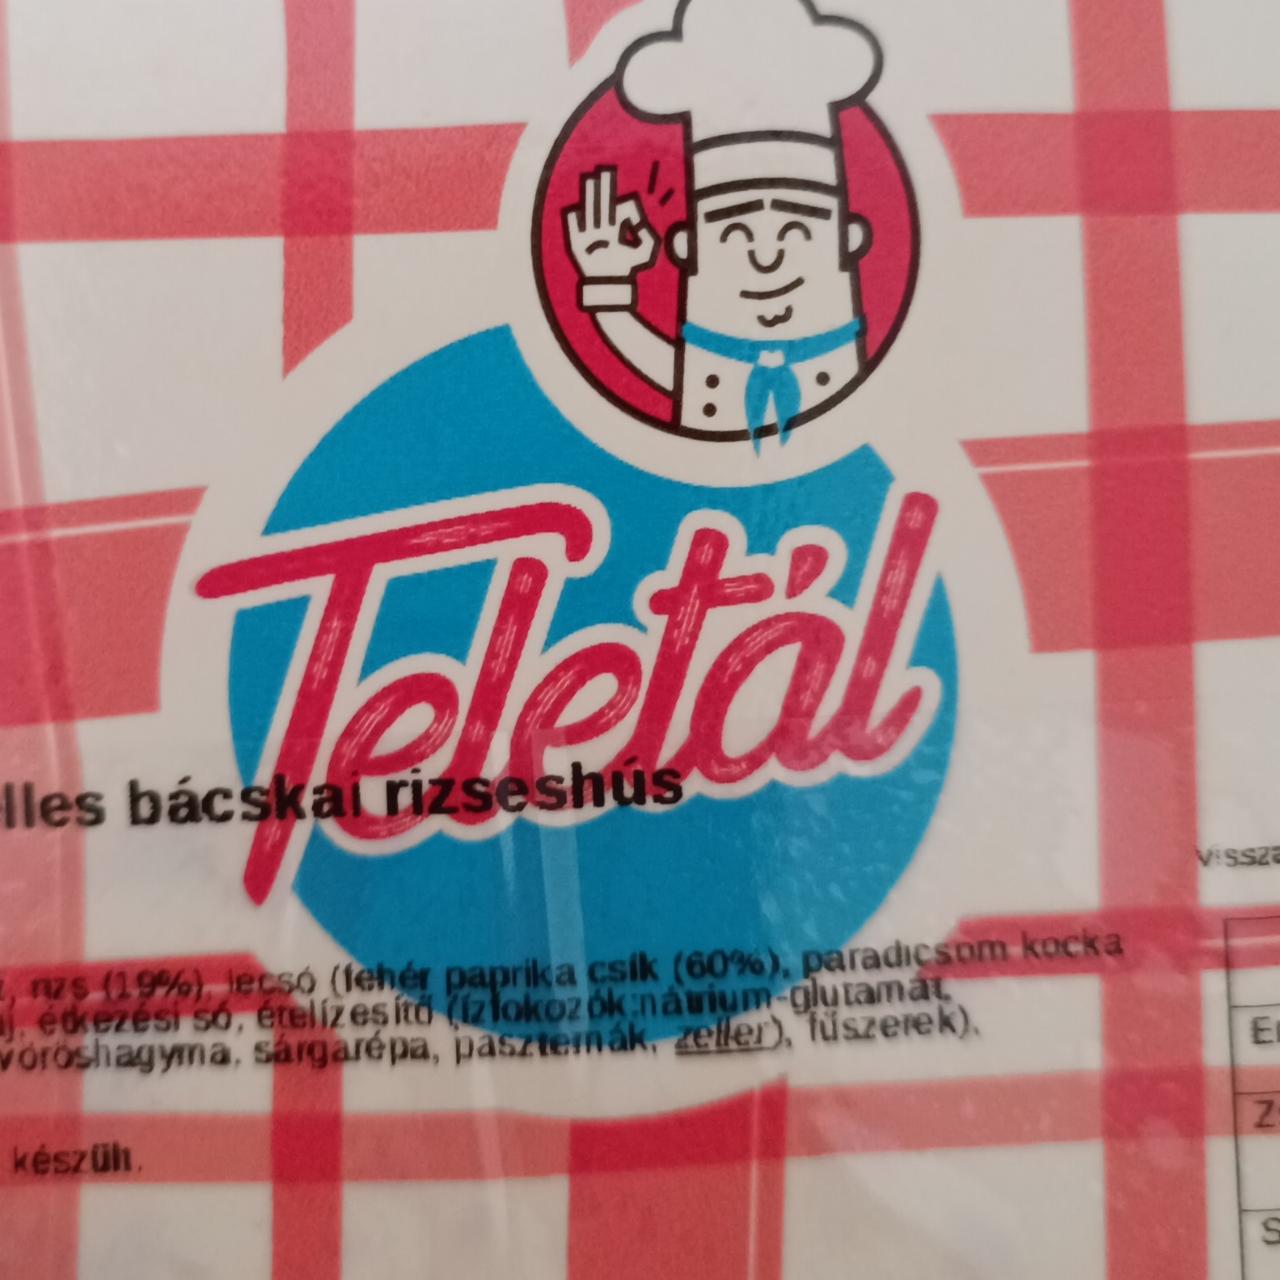 Teletál
lles bácskai rizseshús
vissza
rizs (19%), lecsó (fehér paprika csík (60%), paradicsom kocka
étkezési só, ételízesítő (ízfokozók:nátrium-glutamát,
vöröshagyma, sárgarépa, paszternák, zeller), fűszerek).
készült.
E
Z
S